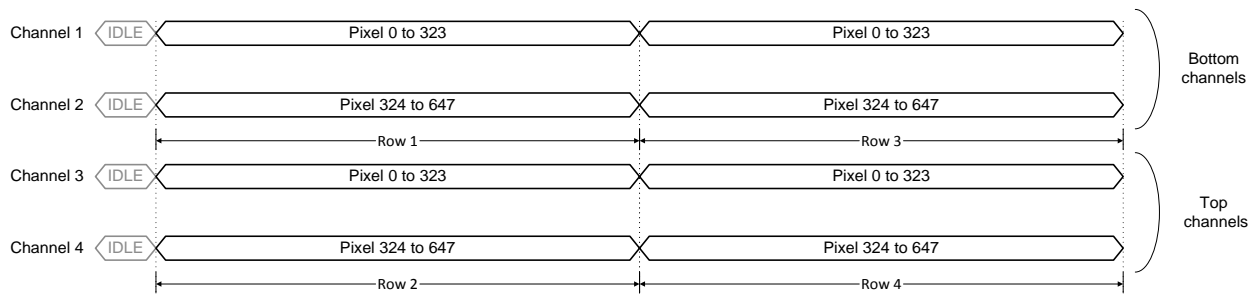 Channel 1 IDLE Pixel 0 to 323 Pixel 0 to 323
Bottom
channels
Channel 2 IDLE Pixel 324 to 647 Pixel 324 to 647
Row 1 Row 3
Channel 3 IDLE Pixel 0 to 323 Pixel 0 to 323
Top
channels
Channel 4 IDLE Pixel 324 to 647 Pixel 324 to 647
Row 2 Row 4